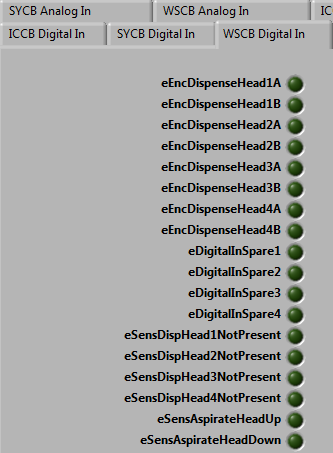 SYCB Analog In WSCB Analog In IC
ICCB Digital In SYCB Digital In WSCB Digital In
eEncDispenseHead1A
eEncDispenseHead1B
eEncDispenseHead2A
eEncDispenseHead2B
eEncDispenseHead3A
eEncDispenseHead3B
eEncDispenseHead4A
eEncDispenseHead4B
eDigitalInSpare1
eDigitalInSpare2
eDigitalInSpare3
eDigitalInSpare4
eSensDispHead1NotPresent
eSensDispHead2NotPresent
eSensDispHead3NotPresent
eSensDispHead4NotPresent
eSensAspirateHeadUp
eSensAspirateHeadDown